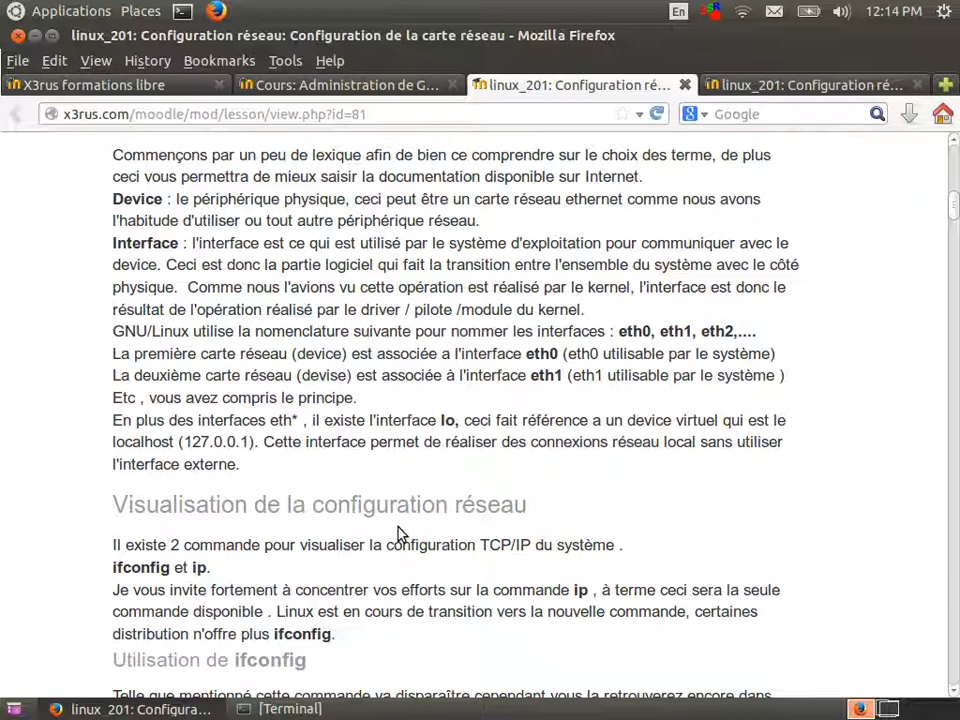 Applications Places En 12:14 PM
linux_201: Configuration réseau: Configuration de la carte réseau - Mozilla Firefox
File Edit View History Bookmarks Tools Help
X3rus formations libre Cours: Administration de G... linux_201: Configuration ré... linux_201: Configuration ré...
x3rus.com/moodle/mod/lesson/view.php?id=81 Google
Commençons par un peu de lexique afin de bien ce comprendre sur le choix des terme, de plus
ceci vous permettra de mieux saisir la documentation disponible sur Internet.
Device : le périphérique physique, ceci peut être un carte réseau ethernet comme nous avons
l'habitude d'utiliser ou tout autre périphérique réseau.
Interface : l'interface est ce qui est utilisé par le système d'exploitation pour communiquer avec le
device. Ceci est donc la partie logiciel qui fait la transition entre l'ensemble du système avec le côté
physique. Comme nous l'avions vu cette opération est réalisé par le kernel, l'interface est donc le
résultat de l'opération réalisé par le driver / pilote /module du kernel.
GNU/Linux utilise la nomenclature suivante pour nommer les interfaces : eth0, eth1, eth2,....
La première carte réseau (device) est associée a l'interface eth0 (eth0 utilisable par le système)
La deuxième carte réseau (devise) est associée à l'interface eth1 (eth1 utilisable par le système )
Etc , vous avez compris le principe.
En plus des interfaces eth* , il existe l'interface lo, ceci fait référence a un device virtuel qui est le
localhost (127.0.0.1). Cette interface permet de réaliser des connexions réseau local sans utiliser
l'interface externe.
Visualisation de la configuration réseau
Il existe 2 commande pour visualiser la configuration TCP/IP du système .
ifconfig et ip.
Je vous invite fortement à concentrer vos efforts sur la commande ip , à terme ceci sera la seule
commande disponible . Linux est en cours de transition vers la nouvelle commande, certaines
distribution n'offre plus ifconfig.
Utilisation de ifconfig
Telle que mentionné cette commande va disparaître cependant vous la retrouverez encore dans
linux_201: Configura... [Terminal]